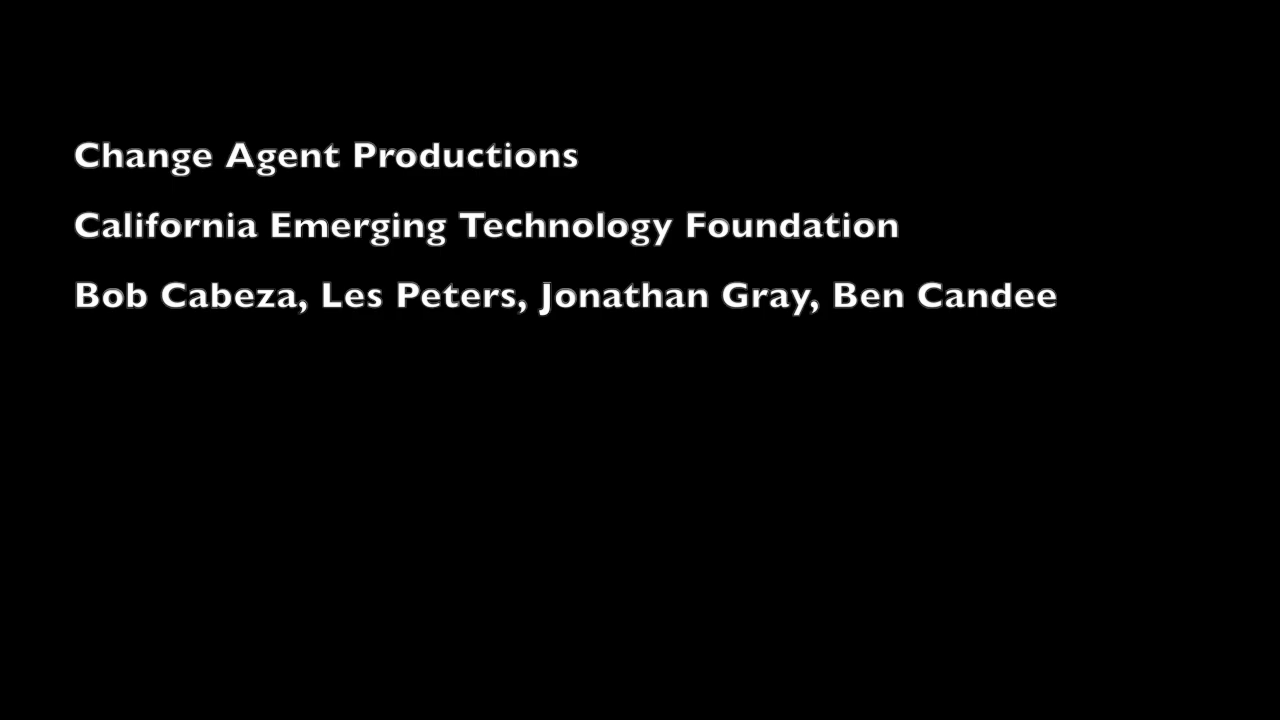 Change Agent Productions
California Emerging Technology Foundation
Bob Cabeza, Les Peters, Jonathan Gray, Ben Candee